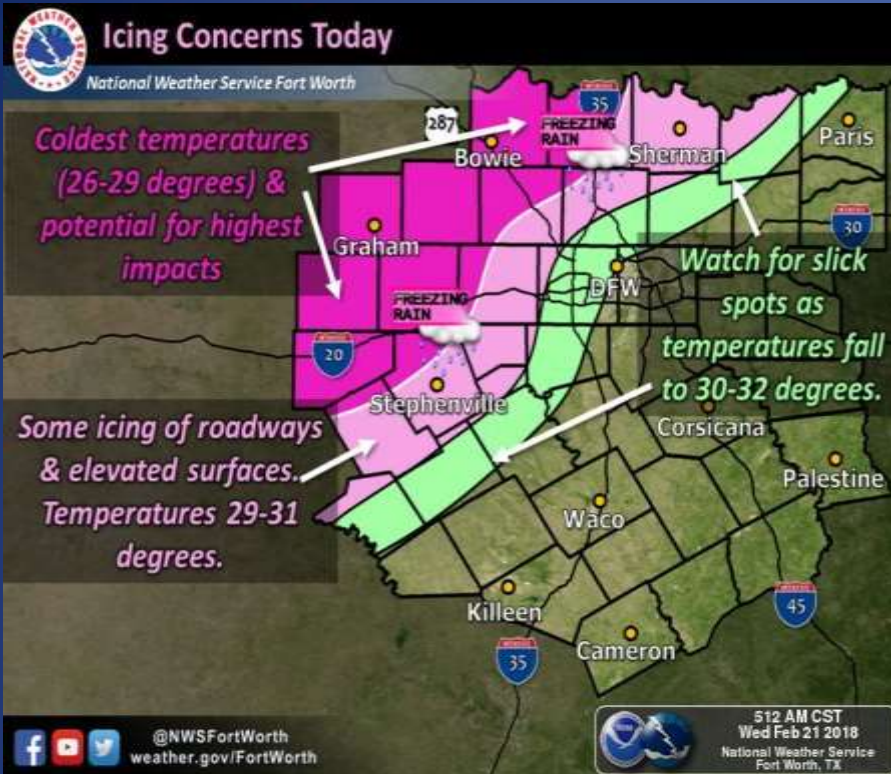 Icing Concerns Today
NATIONAL WEATHER SERVICE
National Weather Service Fort Worth
Coldest temperatures
(26-29 degrees) &
potential for highest
impacts
287
35
FREEZING
RAIN
Bowie
Sherman
Paris
30
Graham
DFW
Watch for slick
spots as
temperatures fall
to 30-32 degrees.
FREEZING
RAIN
20
Stephenville
Corsicana
Some icing of roadways
& elevated surfaces.
Temperatures 29-31
degrees.
Palestine
Waco
Killeen
45
Cameron
35
@NWSFortWorth
weather.gov/FortWorth
512 AM CST
Wed Feb 21 2018
National Weather Service
Fort Worth, TX